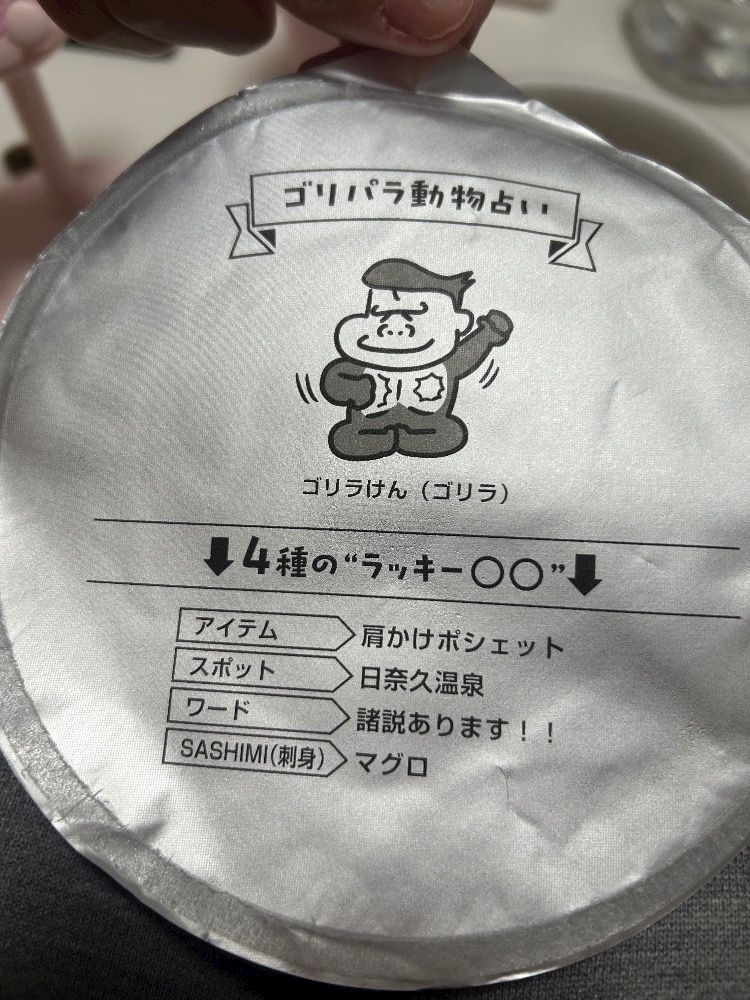 ゴリパラ動物占い
ゴリラけん（ゴリラ）
4種の“ラッキー〇〇”
アイテム 肩かけポシェット
スポット 日奈久温泉
ワード 諸説あります！！
SASHIMI(刺身) マグロ